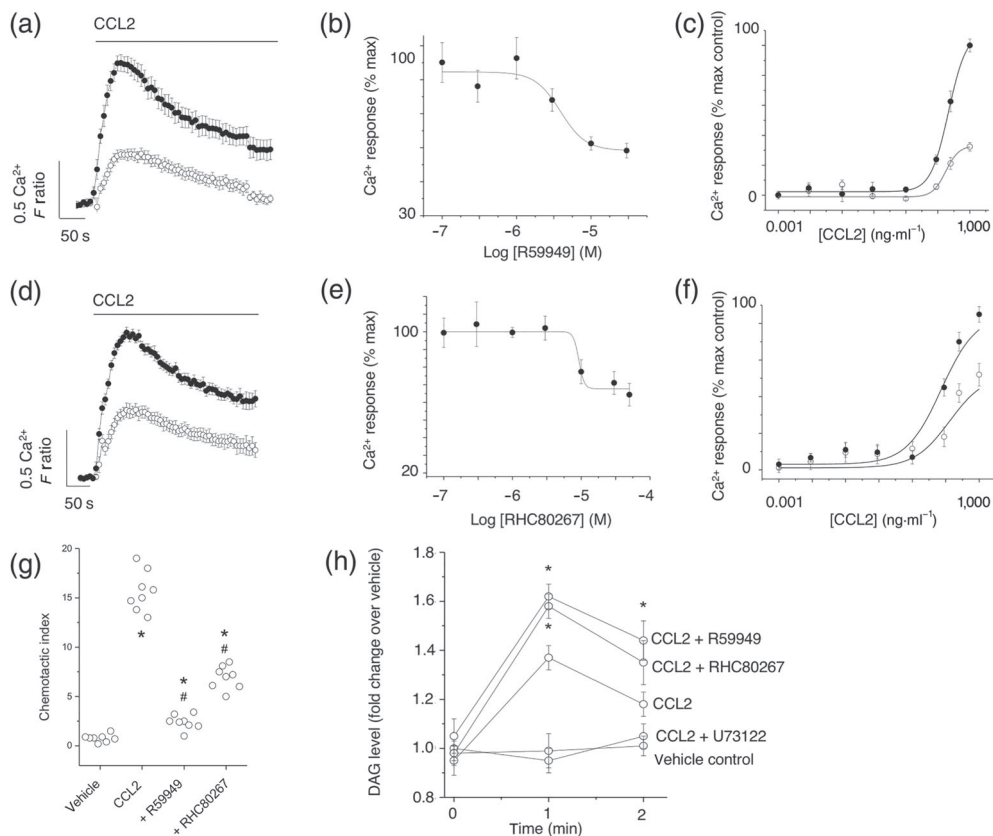 (a)
CCL2
0.5 Ca²⁺
F ratio
50 s
(b)
Ca²⁺ response (% max)
100
30
−7 −6 −5
Log [R59949] (M)
(c)
Ca²⁺ response (% max control)
100
0
0.001 1,000
[CCL2] (ng·ml⁻¹)
(d)
CCL2
0.5 Ca²⁺
F ratio
50 s
(e)
Ca²⁺ response (% max)
100
20
−7 −6 −5 −4
Log [RHC80267] (M)
(f)
Ca²⁺ response (% max control)
100
0
0.001 1,000
[CCL2] (ng·ml⁻¹)
(g)
Chemotactic index
20
15
10
5
0
*
*
#
*
#
Vehicle
CCL2
+ R59949
+ RHC80267
(h)
DAG level (fold change over vehicle)
1.8
1.6
1.4
1.2
1.0
0.8
*
*
*
CCL2 + R59949
CCL2 + RHC80267
CCL2
CCL2 + U73122
Vehicle control
0 1 2
Time (min)